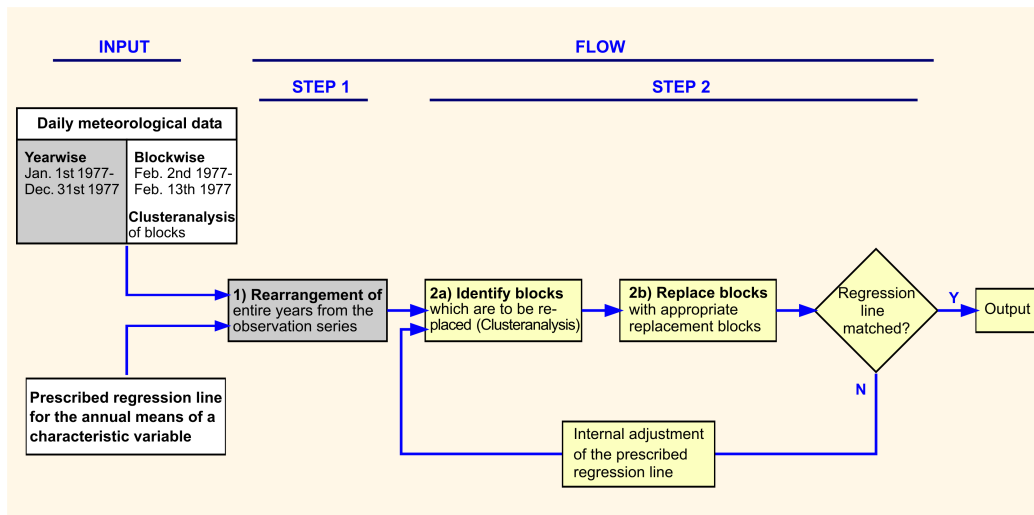 INPUT
FLOW
STEP 1
STEP 2
Daily meteorological data
Yearwise
Jan. 1st 1977-
Dec. 31st 1977
Blockwise
Feb. 2nd 1977-
Feb. 13th 1977
Clusteranalysis
of blocks
1) Rearrangement of
entire years from the
observation series
2a) Identify blocks
which are to be re-
placed (Clusteranalysis)
2b) Replace blocks
with appropriate
replacement blocks
Regression
line
matched?
Y
Output
N
Prescribed regression line
for the annual means of a
characteristic variable
Internal adjustment
of the prescribed
regression line